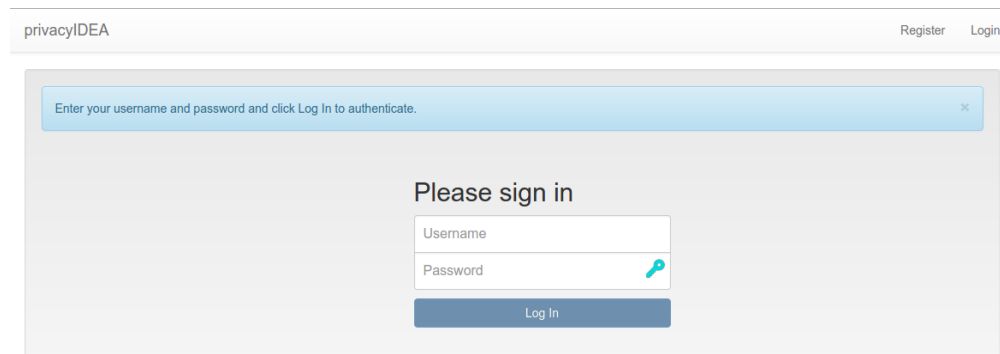 privacyIDEA Register Login
Enter your username and password and click Log In to authenticate. ×
Please sign in
Username
Password
Log In